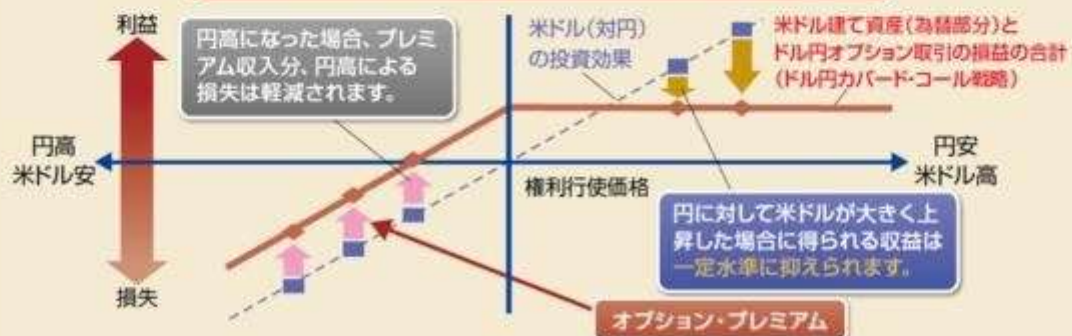 利益
円高になった場合、プレミ
アム収入分、円高による
損失は軽減されます。
米ドル(対円)
の投資効果
米ドル建て資産(為替部分)と
ドル円オプション取引の損益の合計
(ドル円カバード・コール戦略)
円高
米ドル安
円安
米ドル高
権利行使価格
円に対して米ドルが大きく上
昇した場合に得られる収益は
一定水準に抑えられます。
損失
オプション・プレミアム